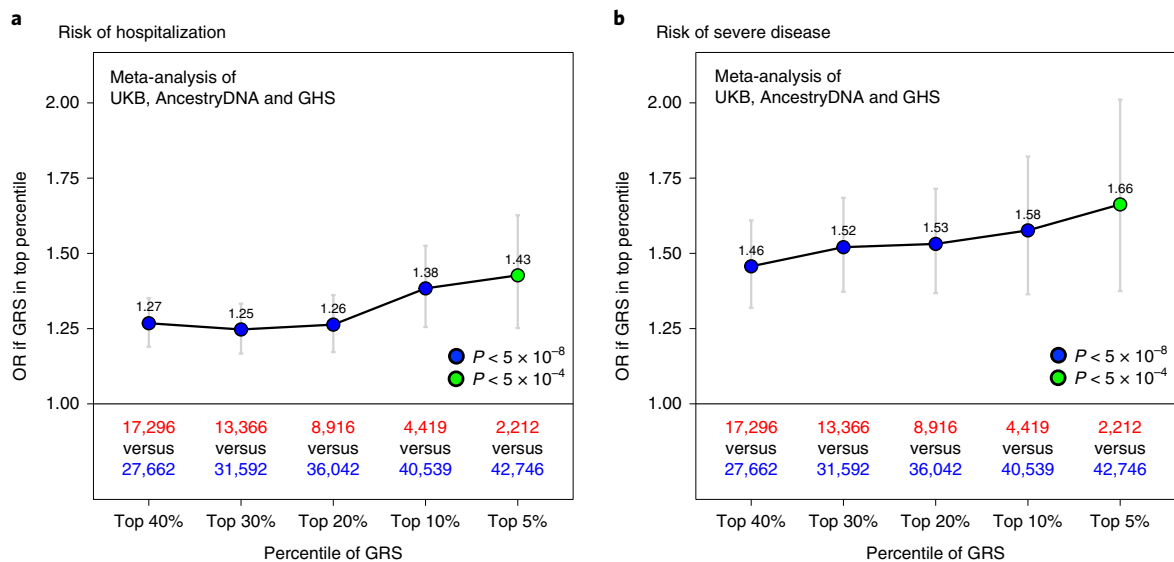 a
Risk of hospitalization
Meta-analysis of
UKB, AncestryDNA and GHS
OR if GRS in top percentile
2.00
1.75
1.50
1.25
1.00
1.27
1.25
1.26
1.38
1.43
P < 5 × 10⁻⁸
P < 5 × 10⁻⁴
17,296 13,366 8,916 4,419 2,212
versus versus versus versus versus
27,662 31,592 36,042 40,539 42,746
Top 40% Top 30% Top 20% Top 10% Top 5%
Percentile of GRS
b
Risk of severe disease
Meta-analysis of
UKB, AncestryDNA and GHS
OR if GRS in top percentile
2.00
1.75
1.50
1.25
1.00
1.46
1.52
1.53
1.58
1.66
P < 5 × 10⁻⁸
P < 5 × 10⁻⁴
17,296 13,366 8,916 4,419 2,212
versus versus versus versus versus
27,662 31,592 36,042 40,539 42,746
Top 40% Top 30% Top 20% Top 10% Top 5%
Percentile of GRS